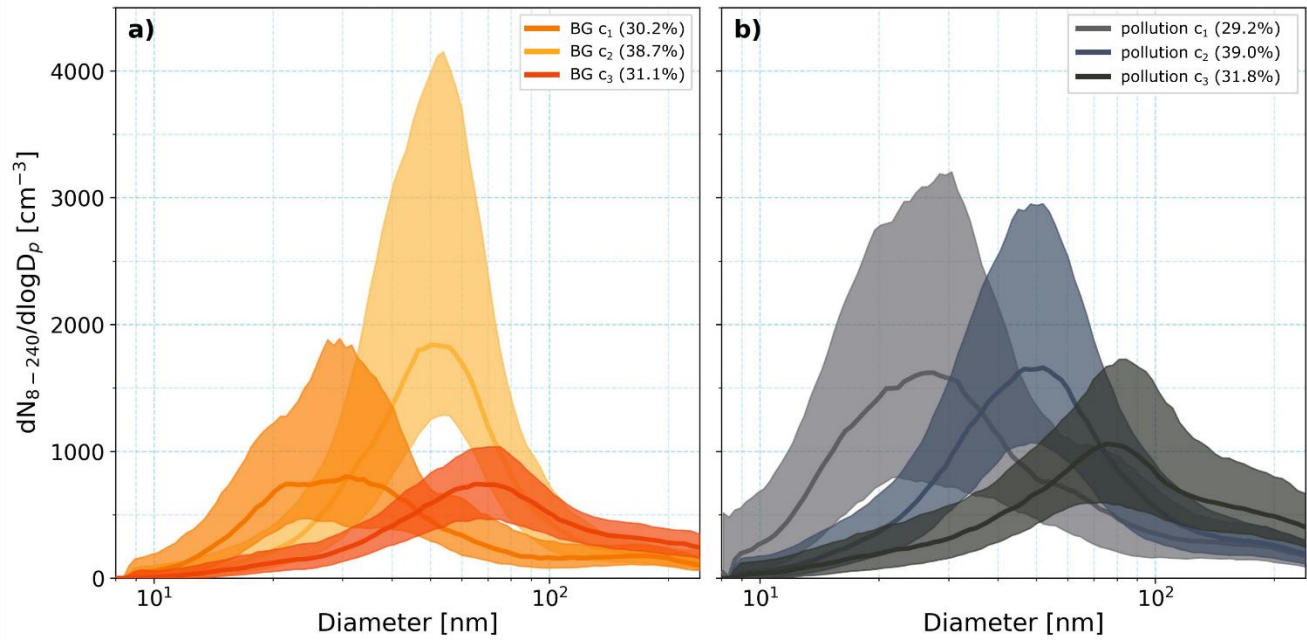 a)
BG c₁ (30.2%)
BG c₂ (38.7%)
BG c₃ (31.1%)
b)
pollution c₁ (29.2%)
pollution c₂ (39.0%)
pollution c₃ (31.8%)
4000
3000
2000
1000
0
dN₈₋₂₄₀/dlogDₚ [cm⁻³]
10¹
10²
10¹
10²
Diameter [nm]
Diameter [nm]